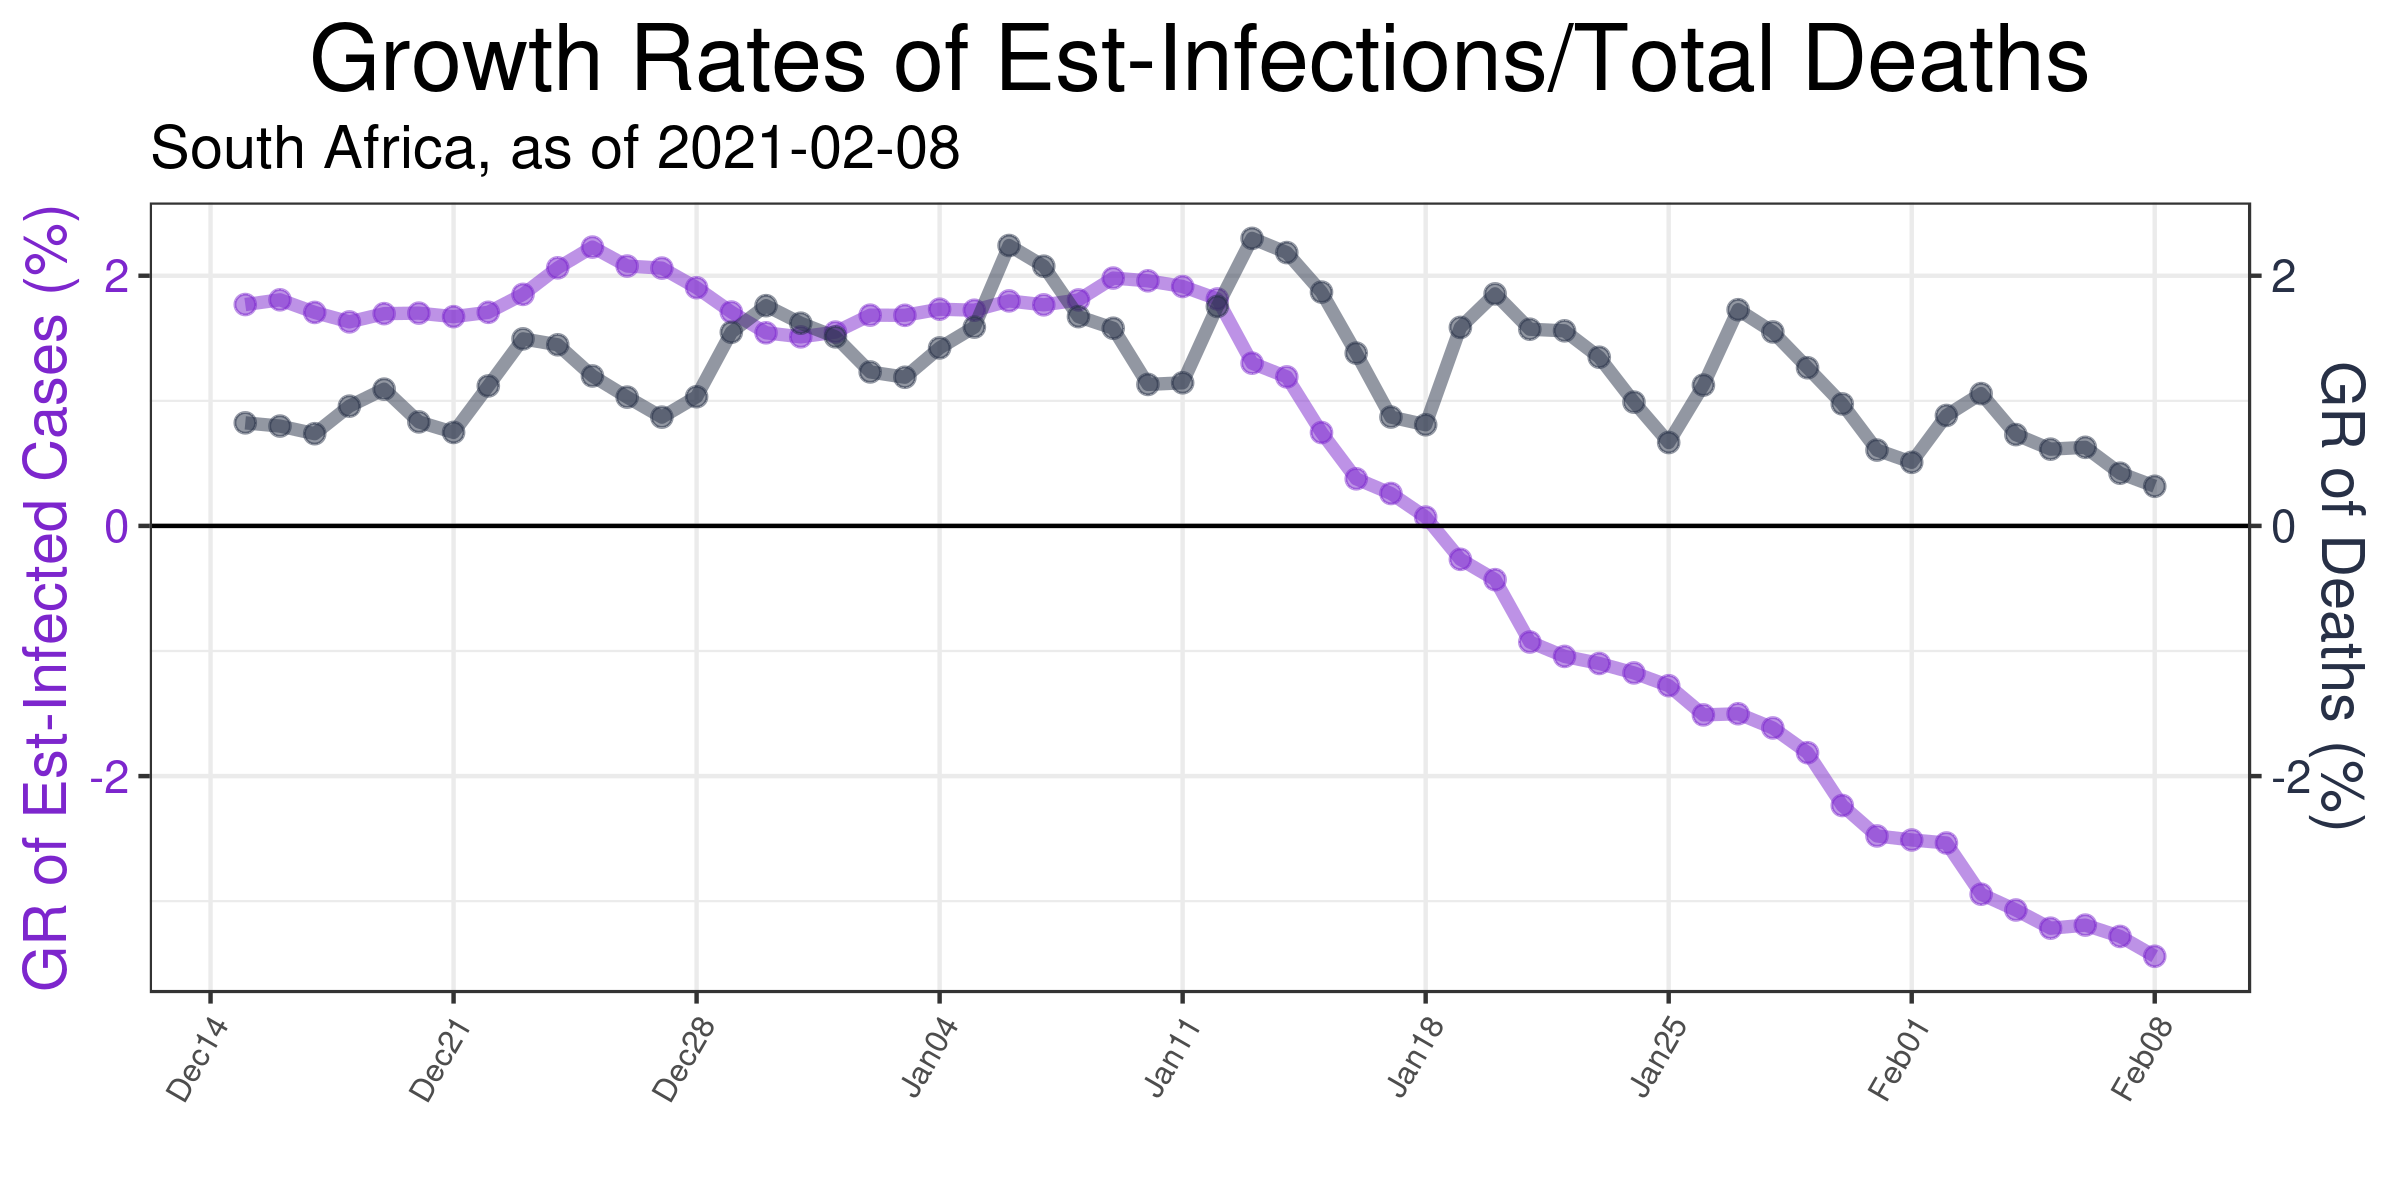 Growth Rates of Est-Infections/Total Deaths
South Africa, as of 2021-02-08
GR of Est-Infected Cases (%)
2
0
-2
2
0
-2
GR of Deaths (%)
Dec14
Dec21
Dec28
Jan04
Jan11
Jan18
Jan25
Feb01
Feb08